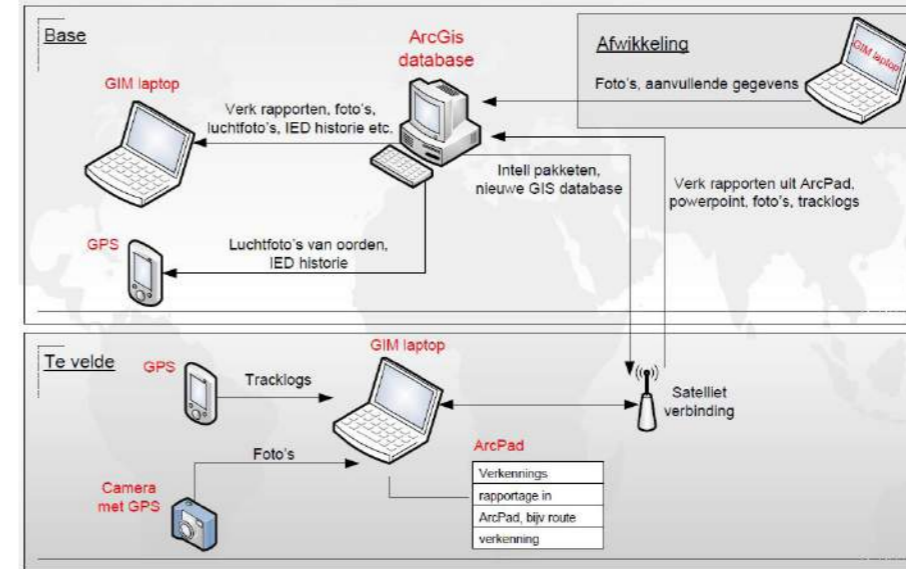 Base
ArcGis
database
Afwikkeling
GIM laptop
Foto's, aanvullende gegevens
GIM laptop
Verk rapporten, foto's,
luchtfoto's, IED historie etc.
Intell pakketen,
nieuwe GIS database
Verk rapporten uit ArcPad,
powerpoint, foto's, tracklogs
GPS
Luchtfoto's van oorden,
IED historie
Te velde
GPS
Tracklogs
GIM laptop
Satelliet
verbinding
Foto's
Camera
met GPS
ArcPad
Verkennings
rapportage in
ArcPad, bijv route
verkenning